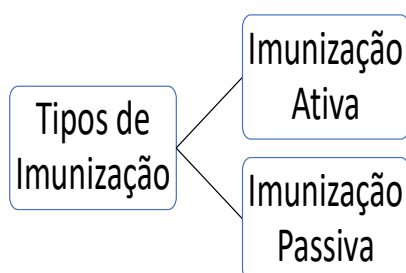 Tipos de
Imunização
Imunização
Ativa
Imunização
Passiva